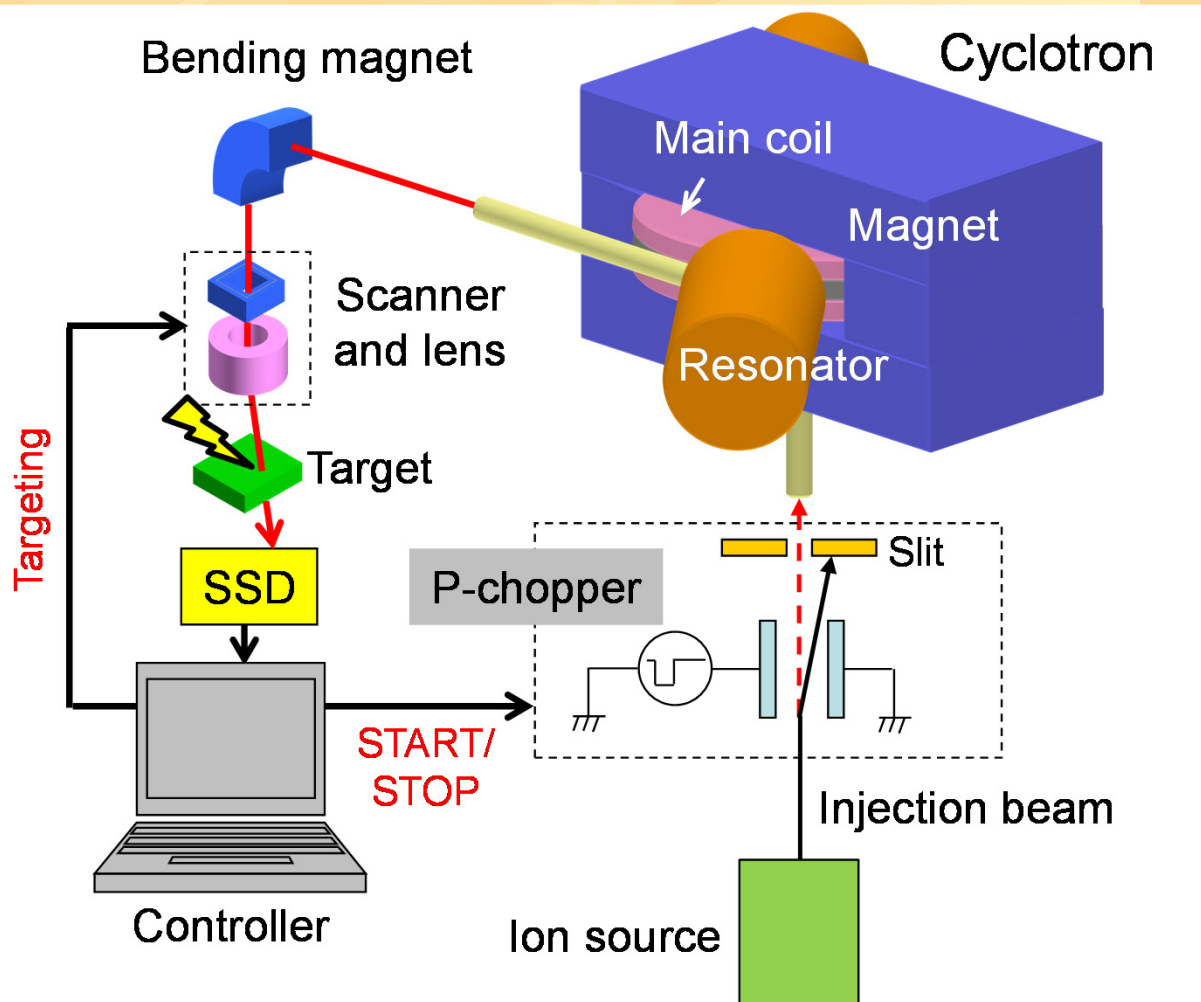 Bending magnet
Cyclotron
Main coil
Magnet
Scanner
and lens
Resonator
Targeting
Target
Slit
SSD
P-chopper
START/
STOP
Injection beam
Controller
Ion source